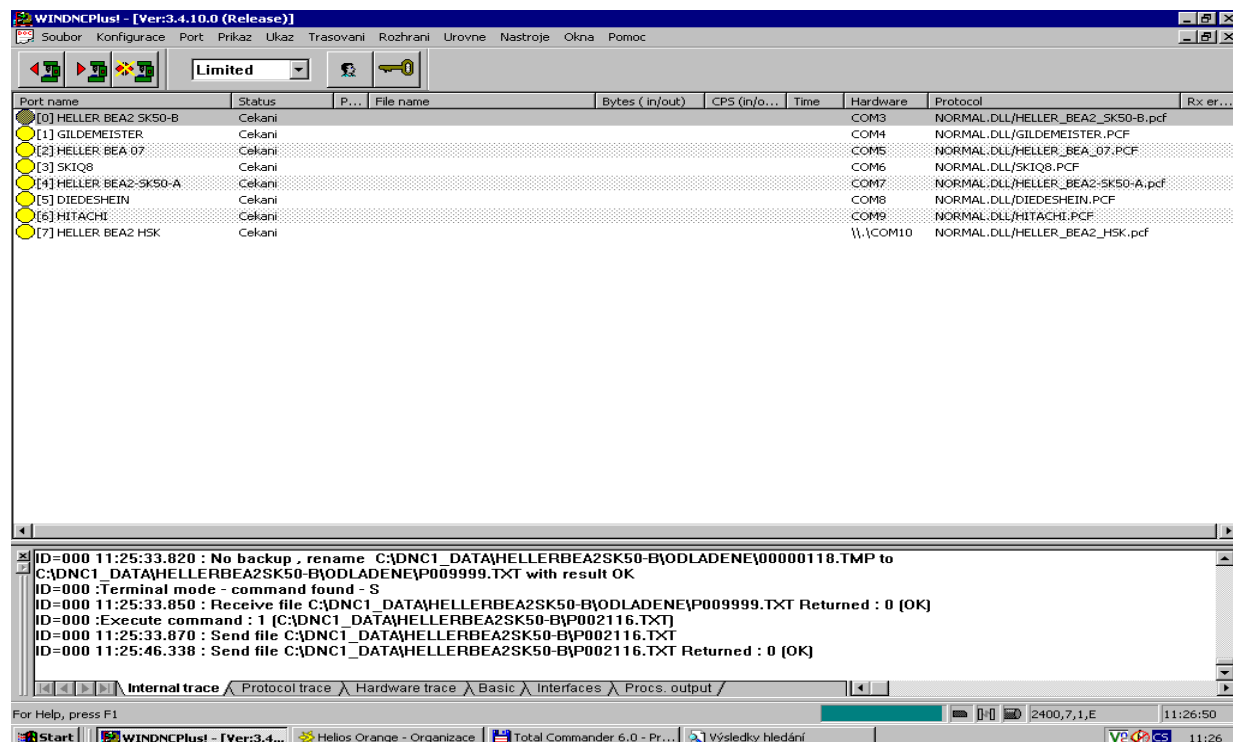 WINDNCPlus! - [Ver:3.4.10.0 (Release)]
Soubor Konfigurace Port Prikaz Ukaz Trasovani Rozhrani Urovne Nastroje Okna Pomoc
Limited
Port name Status P... File name Bytes ( in/out) CPS (in/o... Time Hardware Protocol Rx er...
[0] HELLER BEA2 SK50-B Cekani COM3 NORMAL.DLL/HELLER_BEA2_SK50-B.pcf
[1] GILDEMEISTER Cekani COM4 NORMAL.DLL/GILDEMEISTER.PCF
[2] HELLER BEA 07 Cekani COM5 NORMAL.DLL/HELLER_BEA_07.PCF
[3] SKIQ8 Cekani COM6 NORMAL.DLL/SKIQ8.PCF
[4] HELLER BEA2-SK50-A Cekani COM7 NORMAL.DLL/HELLER_BEA2-SK50-A.pcf
[5] DIEDESHEIN Cekani COM8 NORMAL.DLL/DIEDESHEIN.PCF
[6] HITACHI Cekani COM9 NORMAL.DLL/HITACHI.PCF
[7] HELLER BEA2 HSK Cekani \\.\COM10 NORMAL.DLL/HELLER_BEA2_HSK.pcf
ID=000 11:25:33.820 : No backup , rename C:\DNC1_DATA\HELLERBEA2SK50-B\ODLADENE\00000118.TMP to
C:\DNC1_DATA\HELLERBEA2SK50-B\ODLADENE\P009999.TXT with result OK
ID=000 :Terminal mode - command found - S
ID=000 11:25:33.850 : Receive file C:\DNC1_DATA\HELLERBEA2SK50-B\ODLADENE\P009999.TXT Returned : 0 (OK)
ID=000 :Execute command : 1 (C:\DNC1_DATA\HELLERBEA2SK50-B\P002116.TXT)
ID=000 11:25:33.870 : Send file C:\DNC1_DATA\HELLERBEA2SK50-B\P002116.TXT
ID=000 11:25:46.338 : Send file C:\DNC1_DATA\HELLERBEA2SK50-B\P002116.TXT Returned : 0 (OK)
Internal trace Protocol trace Hardware trace Basic Interfaces Procs. output
For Help, press F1 2400,7,1,E 11:26:50
Start WINDNCPlus! - [Ver:3.4... Helios Orange - Organizace Total Commander 6.0 - Pr... Výsledky hledání CS 11:26